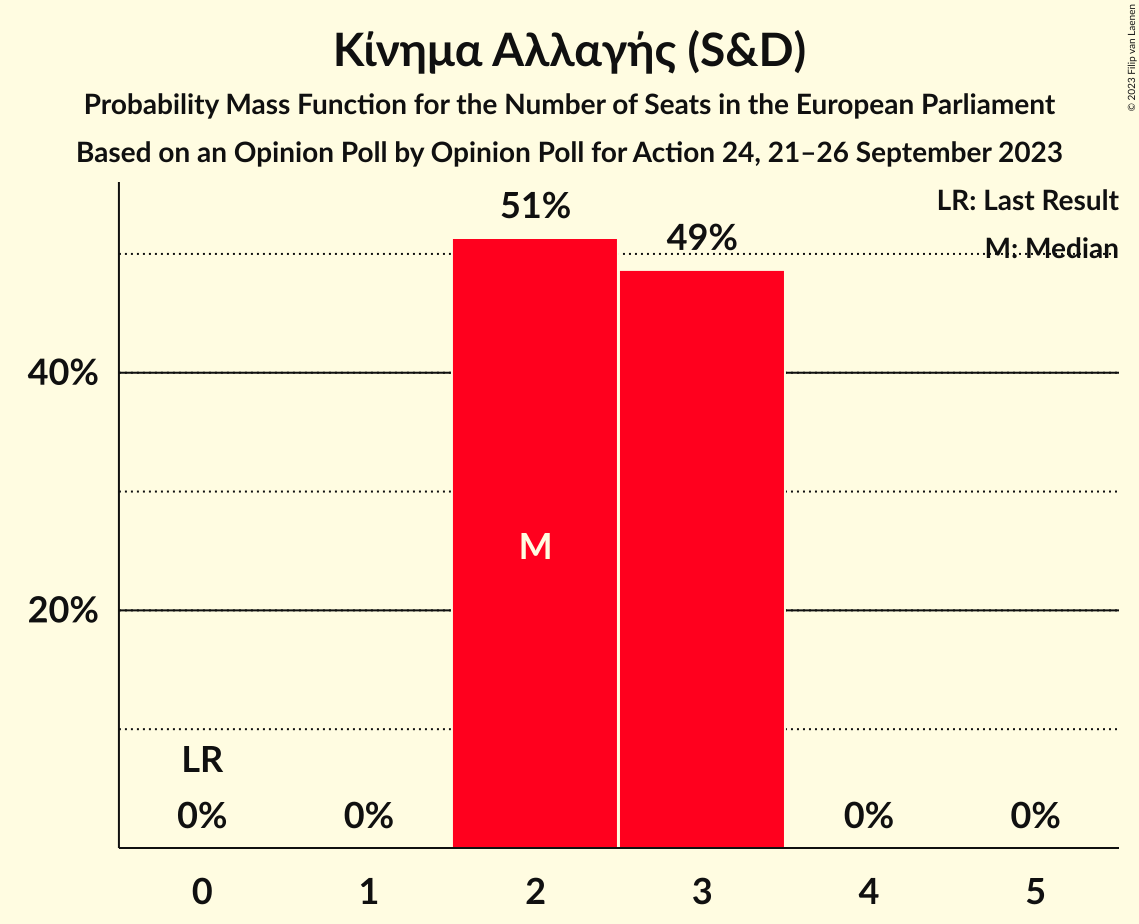 Κίνημα Αλλαγής (S&D)
Probability Mass Function for the Number of Seats in the European Parliament
Based on an Opinion Poll by Opinion Poll for Action 24, 21–26 September 2023
© 2023 Filip van Laenen
LR: Last Result
M: Median
51%
49%
40%
20%
M
LR
0%
0%
0%
0%
0
1
2
3
4
5